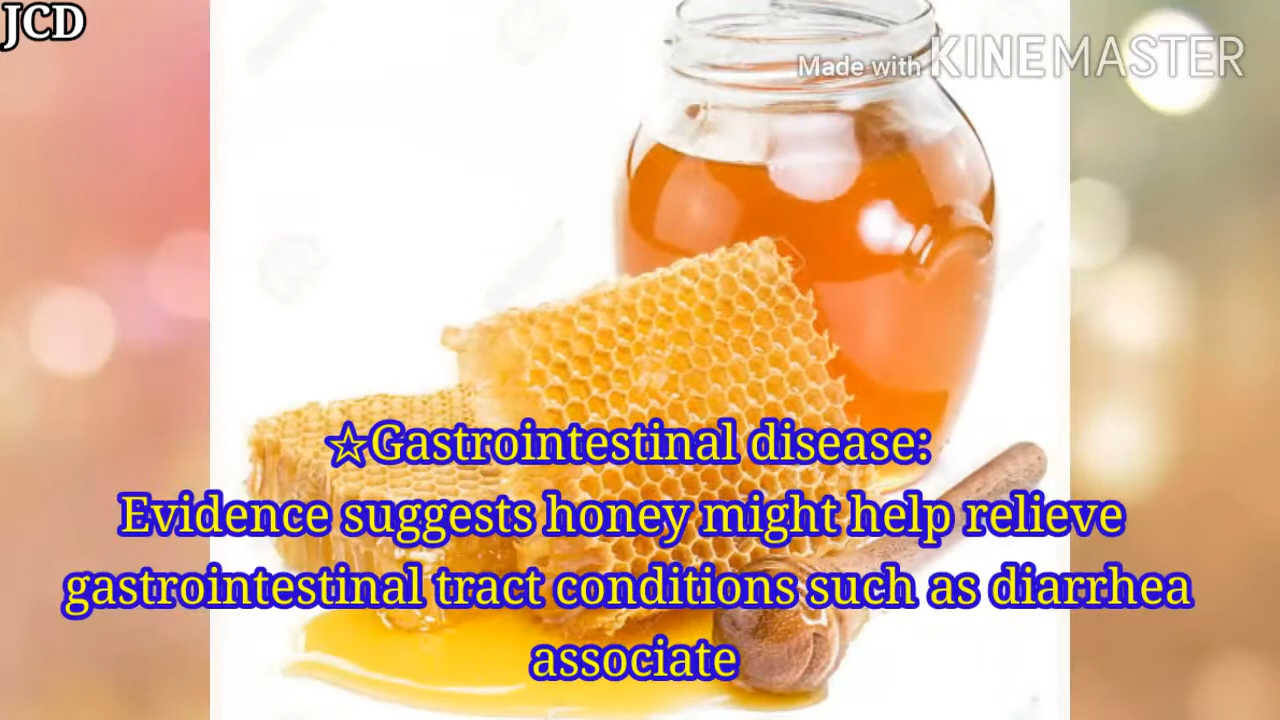 JCD
Made with KINEMASTER
☆Gastrointestinal disease:
Evidence suggests honey might help relieve
gastrointestinal tract conditions such as diarrhea
associate